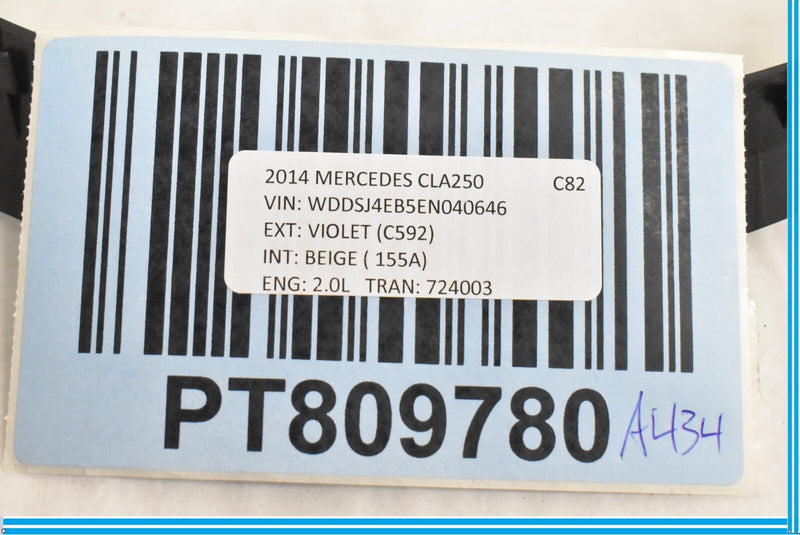 2014 MERCEDES CLA250 C82
VIN: WDDSJ4EB5EN040646
EXT: VIOLET (C592)
INT: BEIGE ( 155A)
ENG: 2.0L TRAN: 724003
PT809780 A434